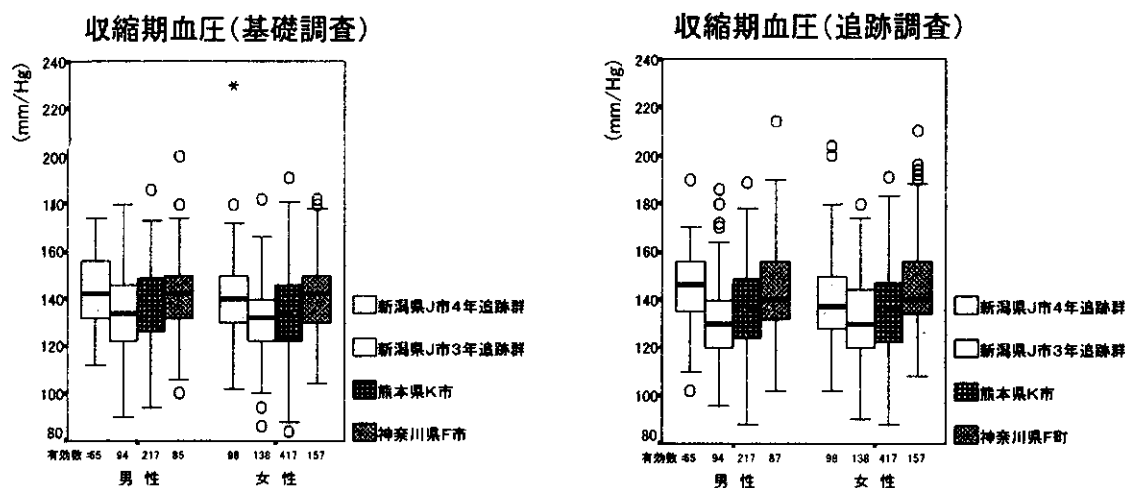 収縮期血圧(基礎調査)
(mm/Hg)
240
220
200
180
160
140
120
100
80
有効数 65 94 217 85 98 138 417 157
男 性 女 性
新潟県J市4年追跡群
新潟県J市3年追跡群
熊本県K市
神奈川県F市
収縮期血圧(追跡調査)
(mm/Hg)
240
220
200
180
160
140
120
100
80
有効数 65 94 217 87 98 138 417 157
男 性 女 性
新潟県J市4年追跡群
新潟県J市3年追跡群
熊本県K市
神奈川県F町